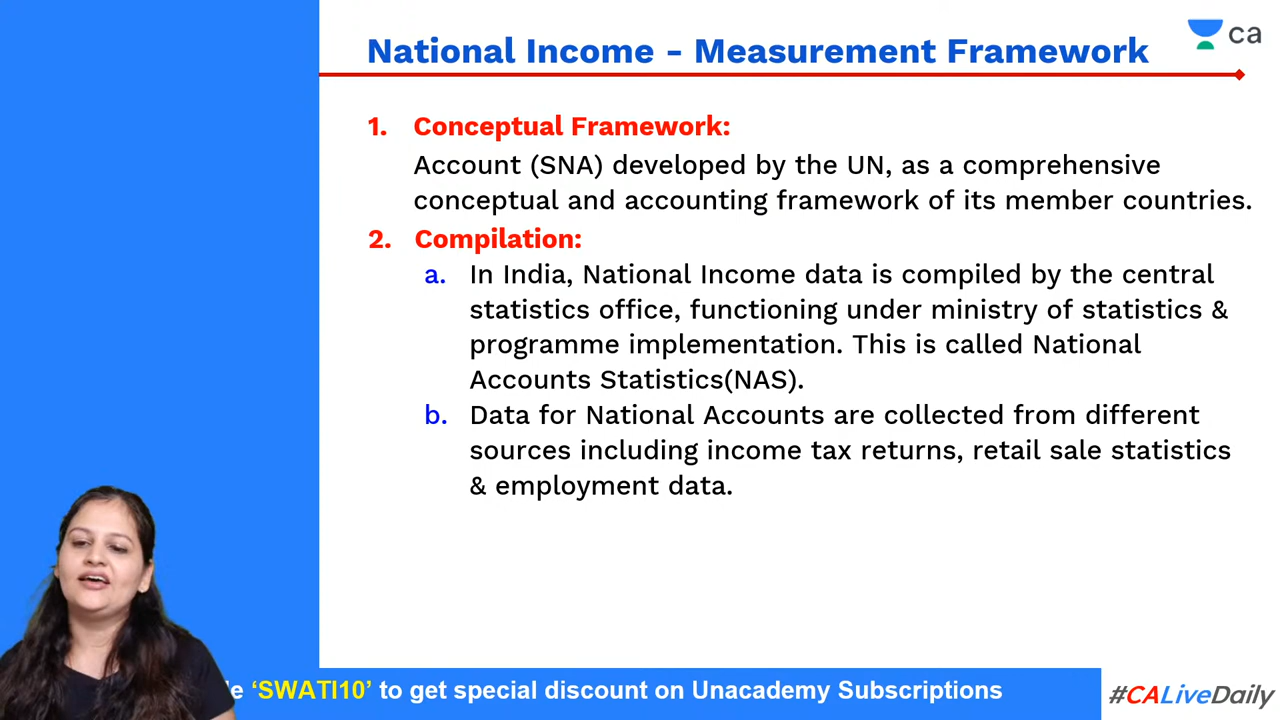 National Income - Measurement Framework
ca
1. Conceptual Framework:
Account (SNA) developed by the UN, as a comprehensive
conceptual and accounting framework of its member countries.
2. Compilation:
a. In India, National Income data is compiled by the central
statistics office, functioning under ministry of statistics &
programme implementation. This is called National
Accounts Statistics(NAS).
b. Data for National Accounts are collected from different
sources including income tax returns, retail sale statistics
& employment data.
‘SWATI10’ to get special discount on Unacademy Subscriptions
#CALiveDaily